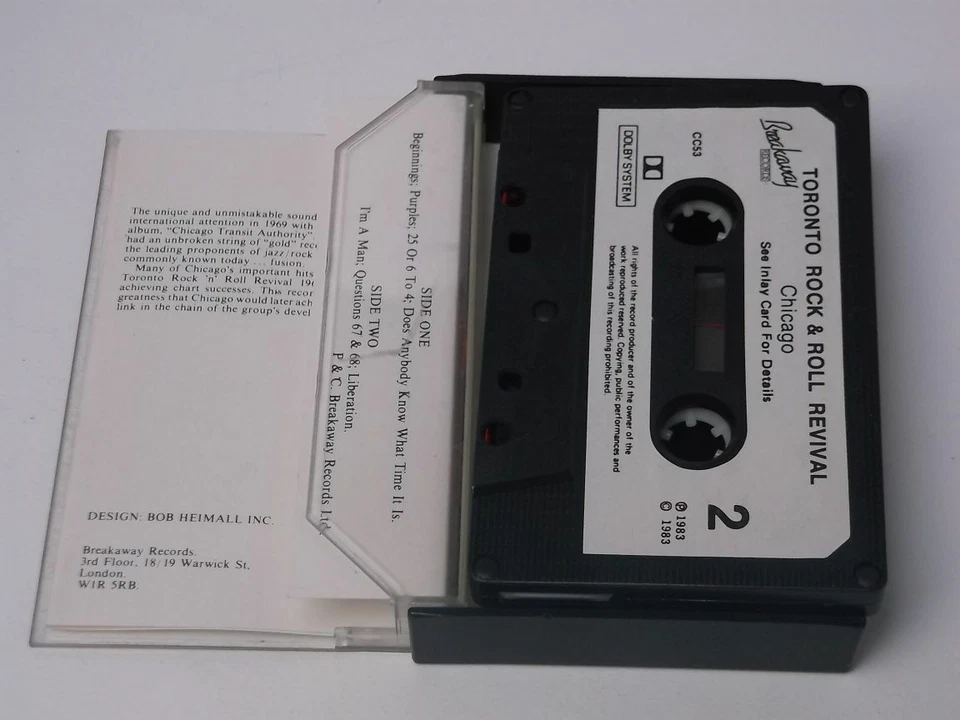 The unique and unmistakable sound
international attention in 1969 with
album, "Chicago Transit Authority"
had an unbroken string of "gold"
the leading proponents of jazz/rock
commonly known today... fusion.
Many of Chicago's important hits
Toronto Rock 'n' Roll Revival
achieving chart successes. This
greatness that Chicago would later
link in the chain of the group's
DESIGN: BOB HEIMALL INC.
Breakaway Records.
3rd Floor, 18/19 Warwick St,
London.
W1R 5RB.
SIDE ONE
Beginnings; Purples; 25 Or 6 To 4; Does Anybody Know What Time It Is.
SIDE TWO
I'm A Man; Questions 67 & 68; Liberation.
P & C. Breakaway Records Ltd
Breakaway
RECORDS
TORONTO ROCK & ROLL REVIVAL
Chicago
See Inlay Card For Details
CC53
DOLBY SYSTEM
2
℗ 1983
© 1983
All rights of the record producer and of the owner of the
work reproduced reserved. Copying, public performances and
broadcasting of this recording prohibited.